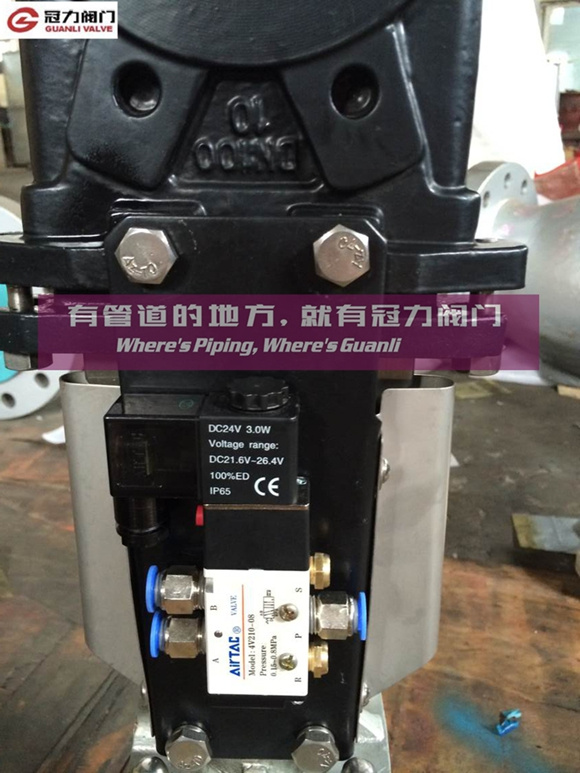 冠力阀门
GUANLI VALVE
10
DN100
有管道的地方，就有冠力阀门
Where's Piping, Where's Guanli
DC24V 3.0W
Voltage range:
DC21.6V~26.4V
100%ED
IP65 CE
B
A
AIRTAC ®
VALVE
Model: 4V210-08
Pressure
0.15~0.8MPa
S
P
R